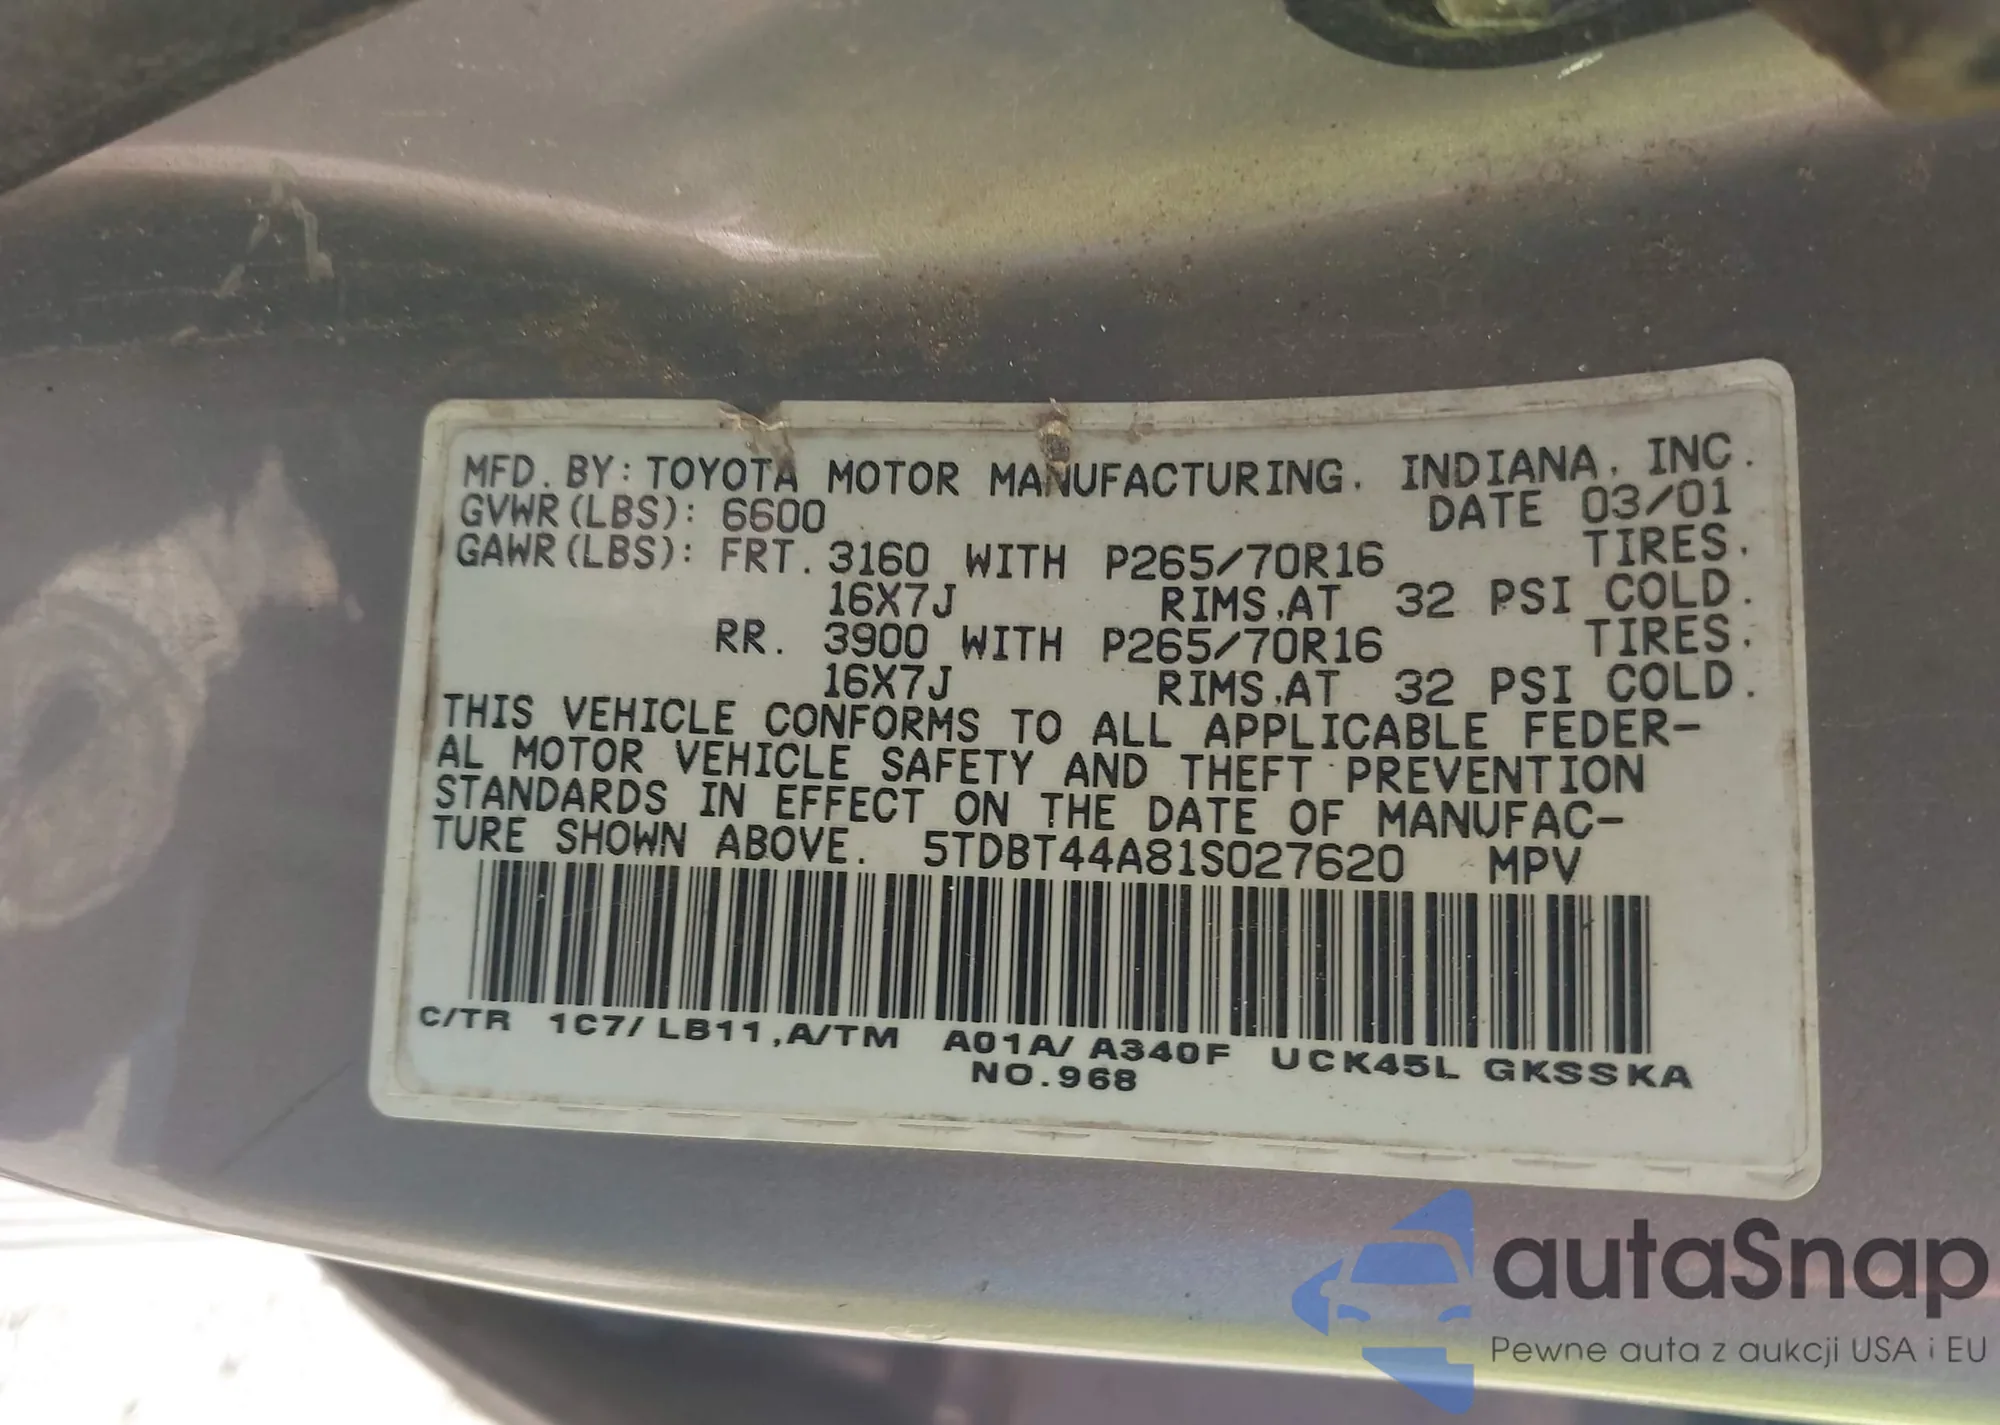 MFD. BY: TOYOTA MOTOR MANUFACTURING, INDIANA, INC.
GVWR(LBS): 6600 DATE 03/01
GAWR(LBS): FRT. 3160 WITH P265/70R16 TIRES,
16X7J RIMS,AT 32 PSI COLD.
RR. 3900 WITH P265/70R16 TIRES,
16X7J RIMS,AT 32 PSI COLD.
THIS VEHICLE CONFORMS TO ALL APPLICABLE FEDER-
AL MOTOR VEHICLE SAFETY AND THEFT PREVENTION
STANDARDS IN EFFECT ON THE DATE OF MANUFAC-
TURE SHOWN ABOVE. 5TDBT44A81S027620 MPV
C/TR 1C7/LB11,A/TM A01A/A340F UCK45L GKSSKA
NO.968
autaSnap
Pewne auta z aukcji USA i EU